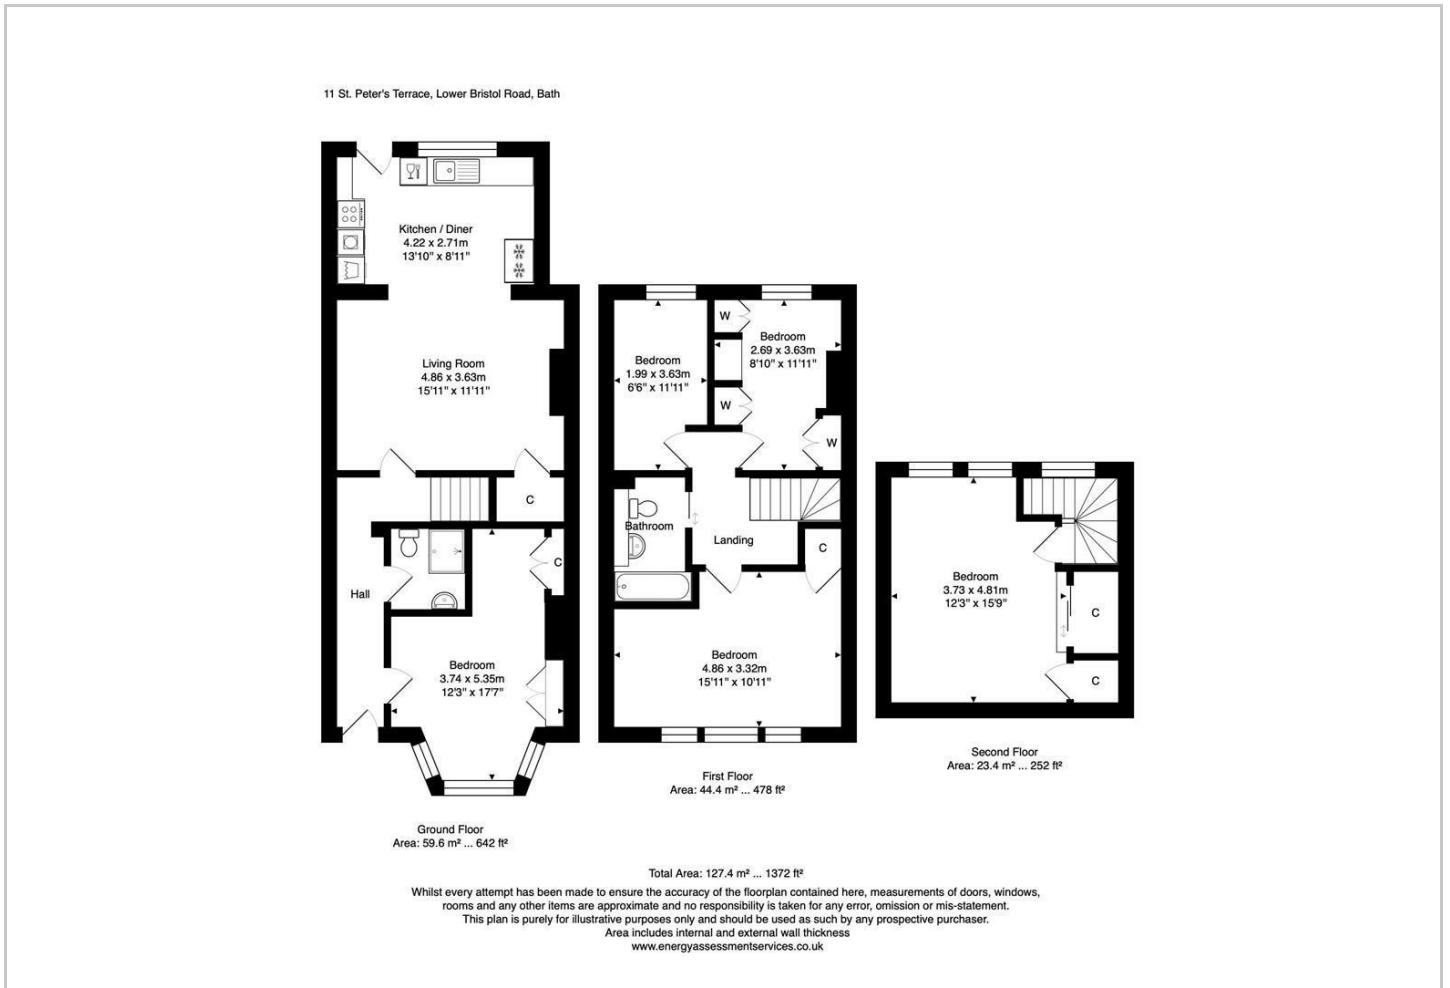 11 St. Peter's Terrace, Lower Bristol Road, Bath
Kitchen / Diner
4.22 x 2.71m
13'10" x 8'11"
Living Room
4.86 x 3.63m
15'11" x 11'11"
C
Hall
C
Bedroom
3.74 x 5.35m
12'3" x 17'7"
Ground Floor
Area: 59.6 m² ... 642 ft²
W
Bedroom
2.69 x 3.63m
8'10" x 11'11"
Bedroom
1.99 x 3.63m
6'6" x 11'11"
W
W
Bathroom
Landing
C
Bedroom
4.86 x 3.32m
15'11" x 10'11"
First Floor
Area: 44.4 m² ... 478 ft²
Bedroom
3.73 x 4.81m
12'3" x 15'9"
C
C
Second Floor
Area: 23.4 m² ... 252 ft²
Total Area: 127.4 m² ... 1372 ft²
Whilst every attempt has been made to ensure the accuracy of the floorplan contained here, measurements of doors, windows,
rooms and any other items are approximate and no responsibility is taken for any error, omission or mis-statement.
This plan is purely for illustrative purposes only and should be used as such by any prospective purchaser.
Area includes internal and external wall thickness
www.energyassessmentservices.co.uk